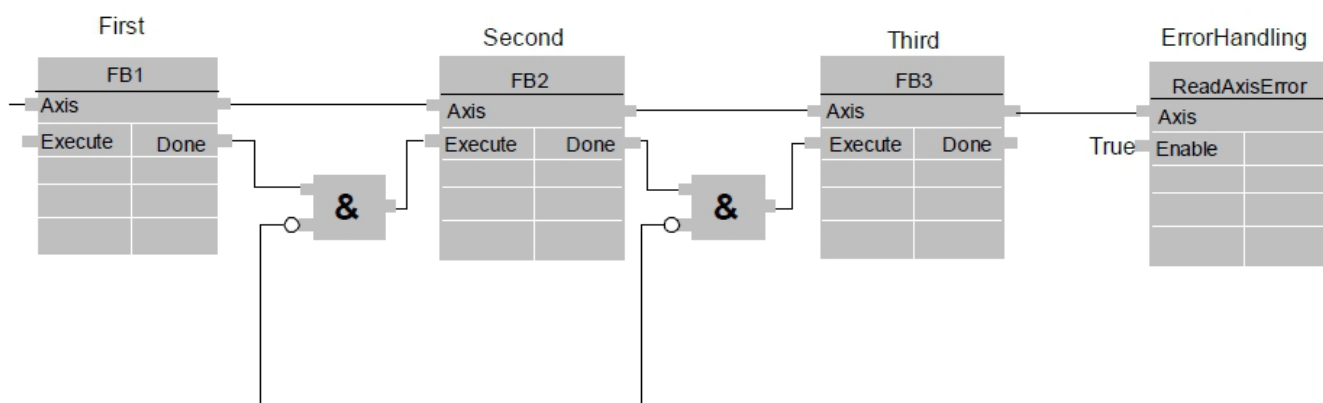 First
Second
Third
ErrorHandling
FB1
FB2
FB3
ReadAxisError
Axis
Axis
Axis
Axis
Execute Done
Execute Done
Execute Done
True Enable
&
&